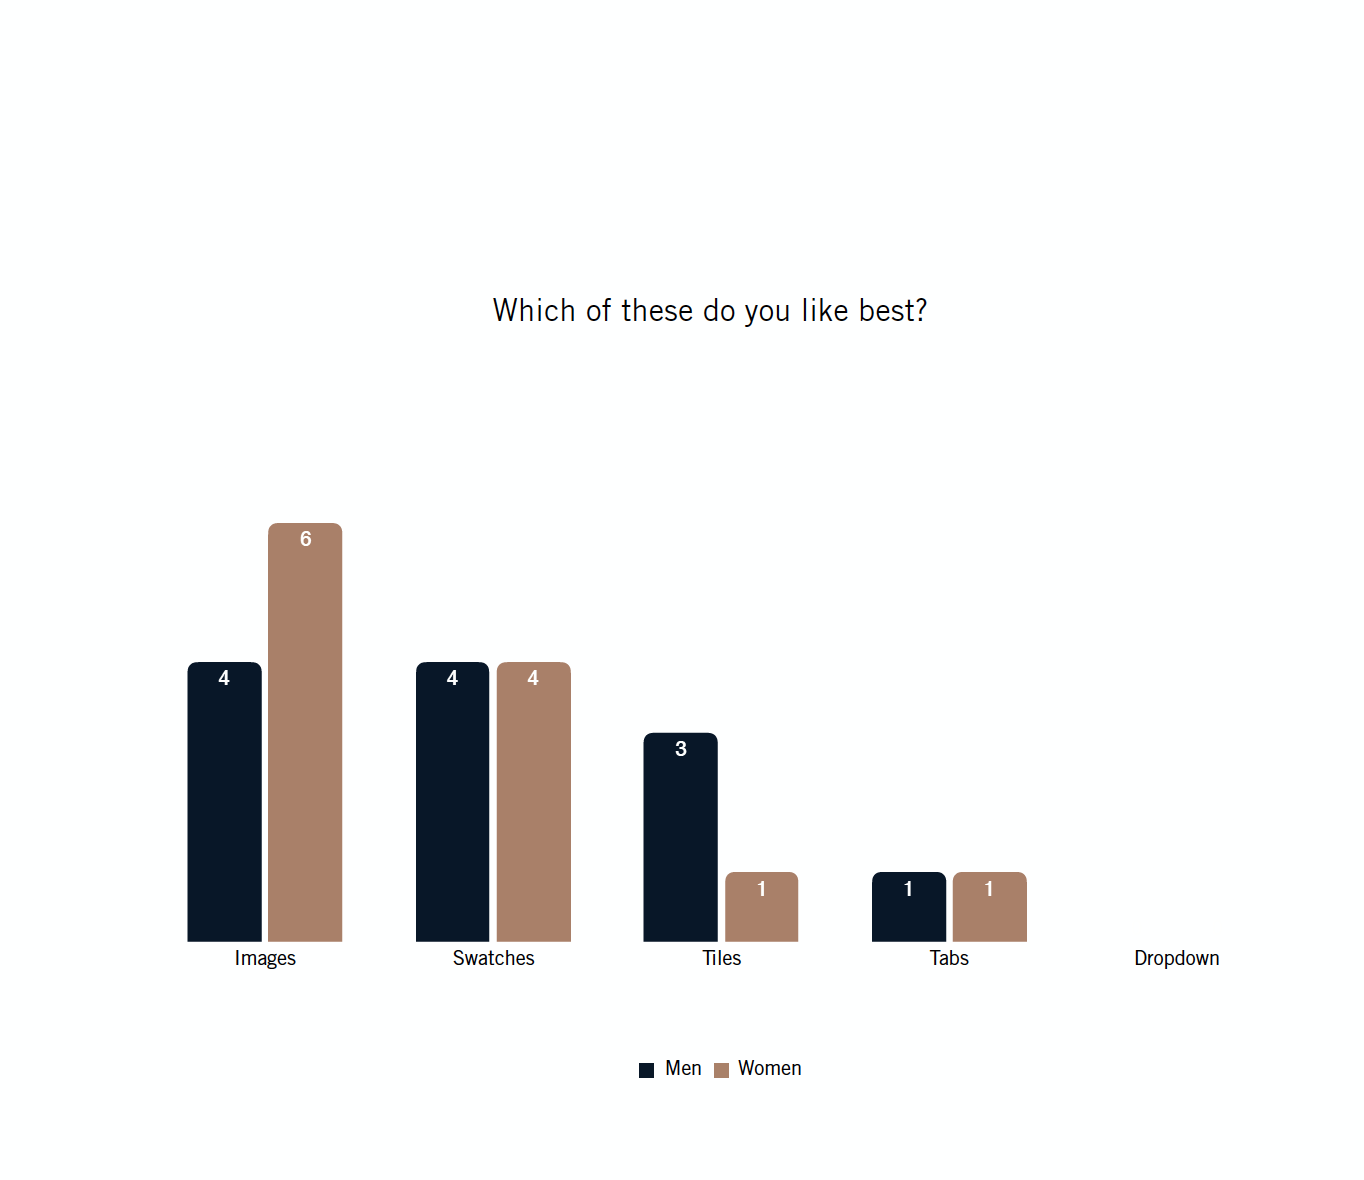 Which of these do you like best?
6
4
4
4
3
1
1
1
Images
Swatches
Tiles
Tabs
Dropdown
Men
Women